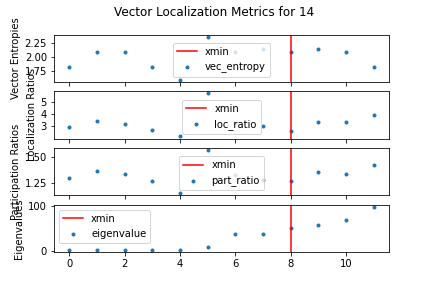 Vector Localization Metrics for 14
Vector Entropies
2.25
2.00
1.75
xmin
vec_entropy
Localization Ratios
5
4
3
xmin
loc_ratio
Participation Ratios
1.50
1.25
xmin
part_ratio
Eigenvalues
100
0
xmin
eigenvalue
0 2 4 6 8 10